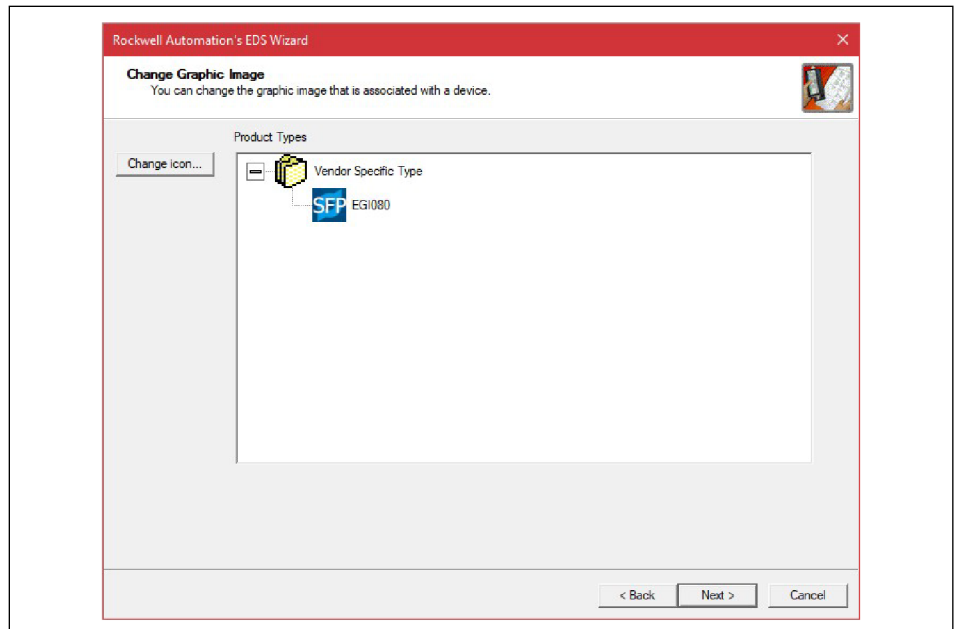 Rockwell Automation's EDS Wizard
Change Graphic Image
You can change the graphic image that is associated with a device.
Product Types
Change icon...
Vendor Specific Type
SFP EGI080
< Back Next > Cancel